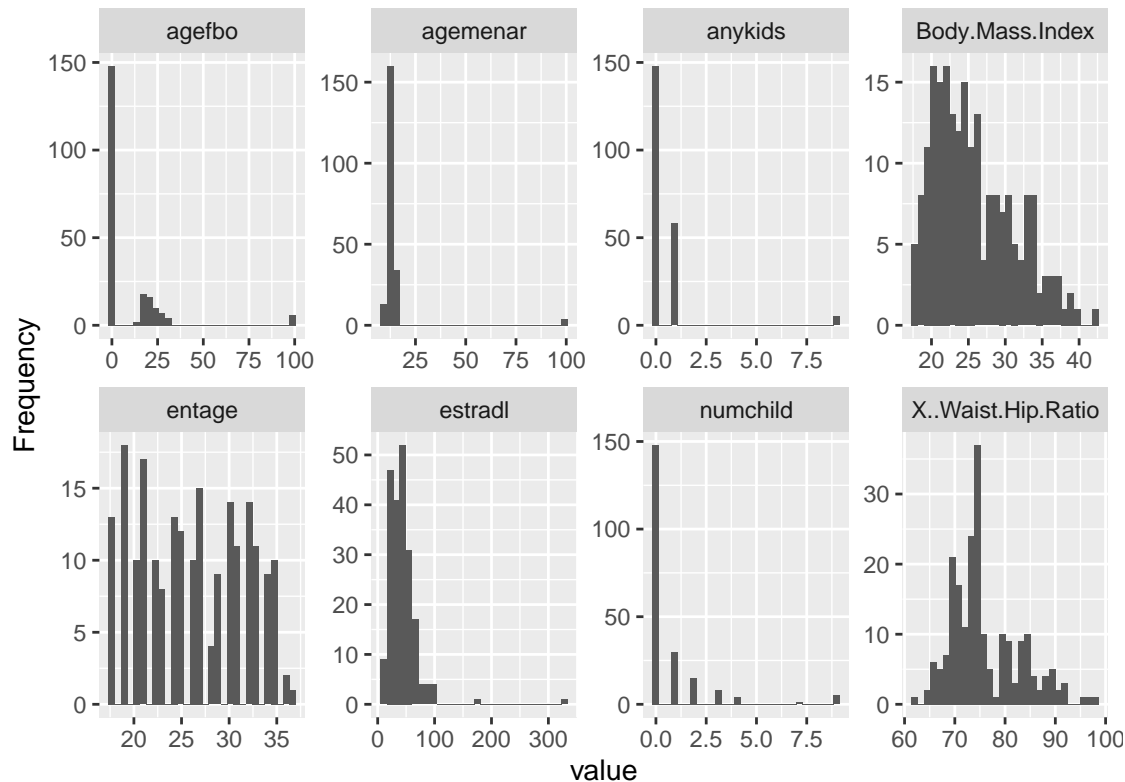 agefbo
agemenar
anykids
Body.Mass.Index
150
100
50
0
0 25 50 75 100
150
100
50
0
25 50 75 100
150
100
50
0
0.0 2.5 5.0 7.5
15
10
5
0
20 25 30 35 40
entage
estradl
numchild
X..Waist.Hip.Ratio
15
10
5
0
20 25 30 35
50
40
30
20
10
0
0 100 200 300
150
100
50
0
0.0 2.5 5.0 7.5
30
20
10
0
60 70 80 90 100
Frequency
value